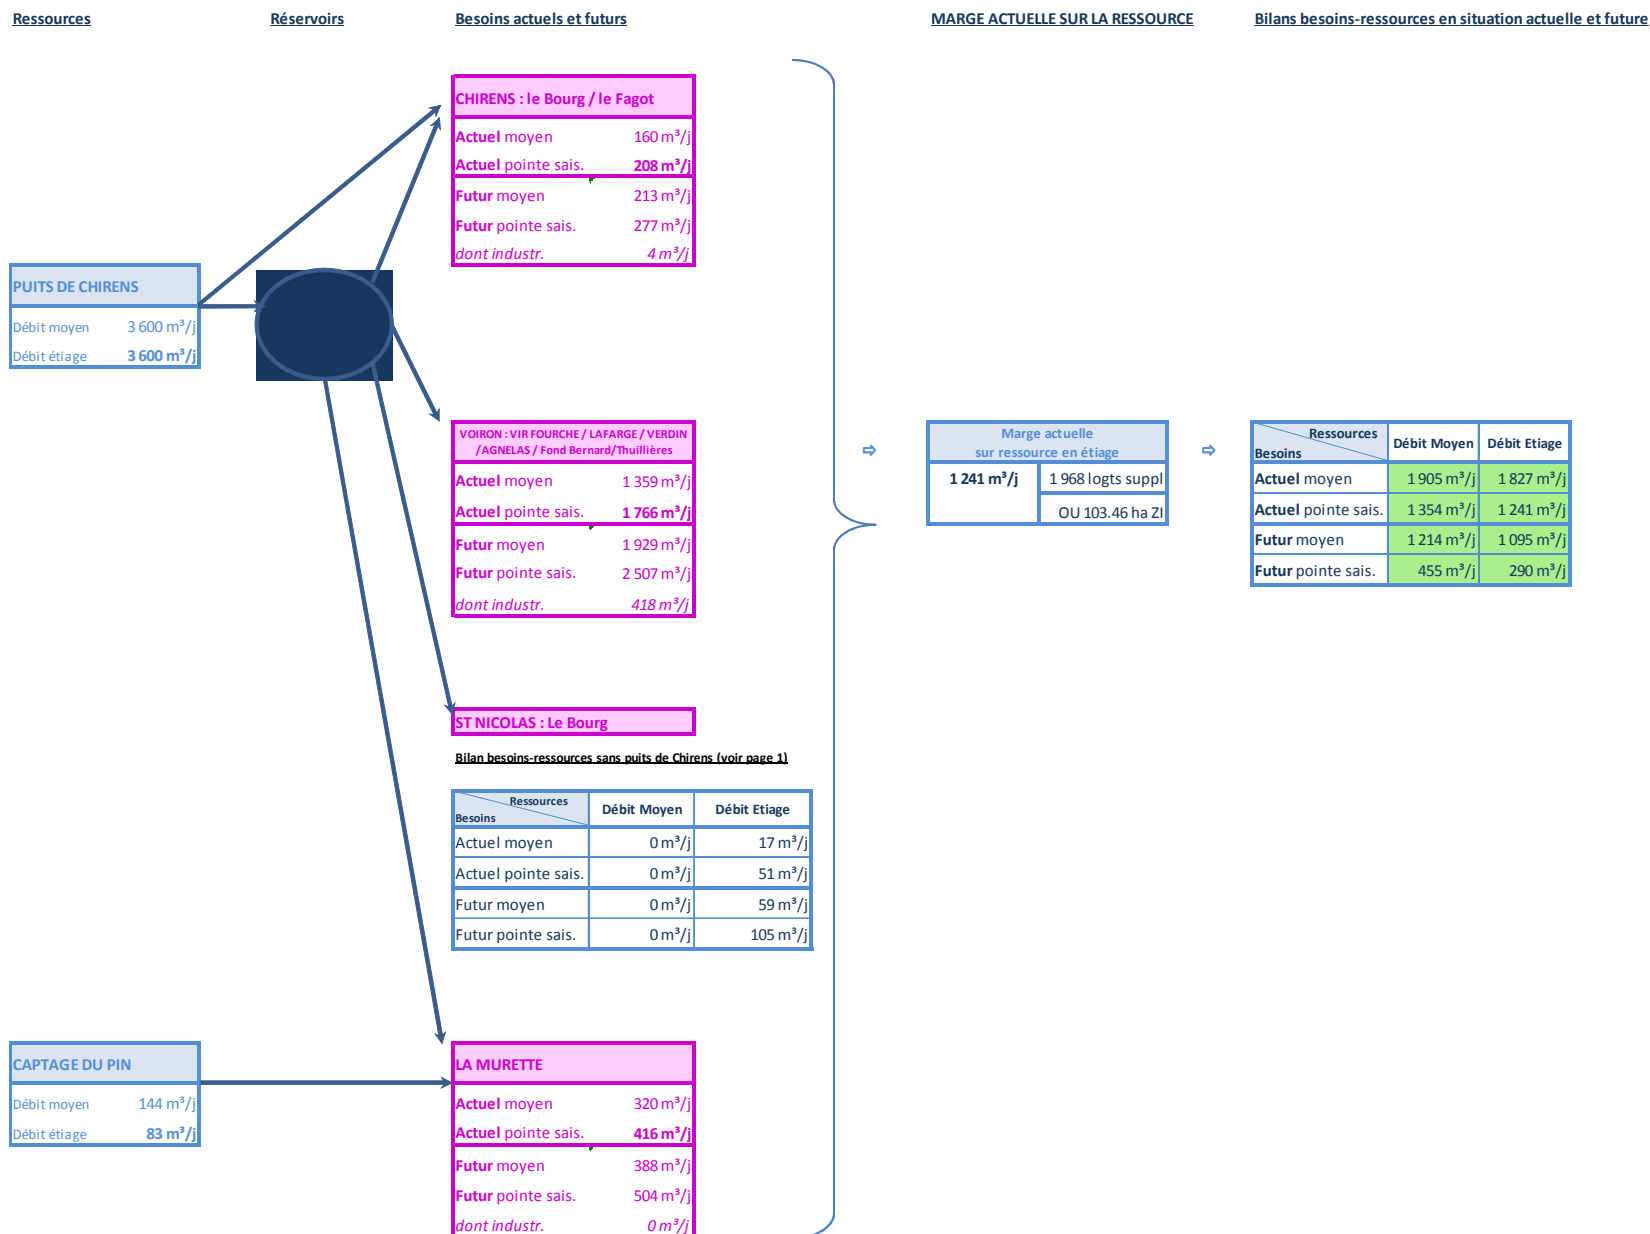 Ressources
Réservoirs
Besoins actuels et futurs
MARGE ACTUELLE SUR LA RESSOURCE
Bilans besoins-ressources en situation actuelle et future
CHIRENS : le Bourg / le Fagot
Actuel moyen 160 m³/j
Actuel pointe sais. 208 m³/j
Futur moyen 213 m³/j
Futur pointe sais. 277 m³/j
dont industr. 4 m³/j
PUITS DE CHIRENS
Débit moyen 3 600 m³/j
Débit étiage 3 600 m³/j
VOIRON : VIR FOURCHE / LAFARGE / VERDIN
/AGNELAS / Fond Bernard/Thuillières
Actuel moyen 1 359 m³/j
Actuel pointe sais. 1 766 m³/j
Futur moyen 1 929 m³/j
Futur pointe sais. 2 507 m³/j
dont industr. 418 m³/j
⇨
Marge actuelle
sur ressource en étiage
1 241 m³/j 1 968 logts suppl
OU 103.46 ha ZI
⇨
Ressources
Besoins
Débit Moyen Débit Etiage
Actuel moyen 1 905 m³/j 1 827 m³/j
Actuel pointe sais. 1 354 m³/j 1 241 m³/j
Futur moyen 1 214 m³/j 1 095 m³/j
Futur pointe sais. 455 m³/j 290 m³/j
ST NICOLAS : Le Bourg
Bilan besoins-ressources sans puits de Chirens (voir page 1)
Ressources
Besoins
Débit Moyen Débit Etiage
Actuel moyen 0 m³/j 17 m³/j
Actuel pointe sais. 0 m³/j 51 m³/j
Futur moyen 0 m³/j 59 m³/j
Futur pointe sais. 0 m³/j 105 m³/j
CAPTAGE DU PIN
Débit moyen 144 m³/j
Débit étiage 83 m³/j
LA MURETTE
Actuel moyen 320 m³/j
Actuel pointe sais. 416 m³/j
Futur moyen 388 m³/j
Futur pointe sais. 504 m³/j
dont industr. 0 m³/j